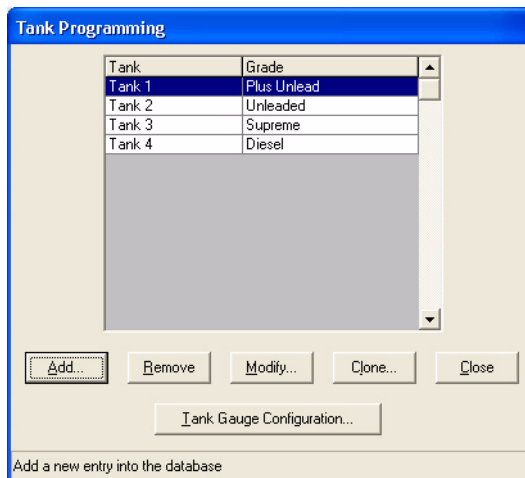 Tank Programming
Tank Grade
Tank 1 Plus Unlead
Tank 2 Unleaded
Tank 3 Supreme
Tank 4 Diesel
Add... Remove Modify... Clone... Close
Tank Gauge Configuration...
Add a new entry into the database